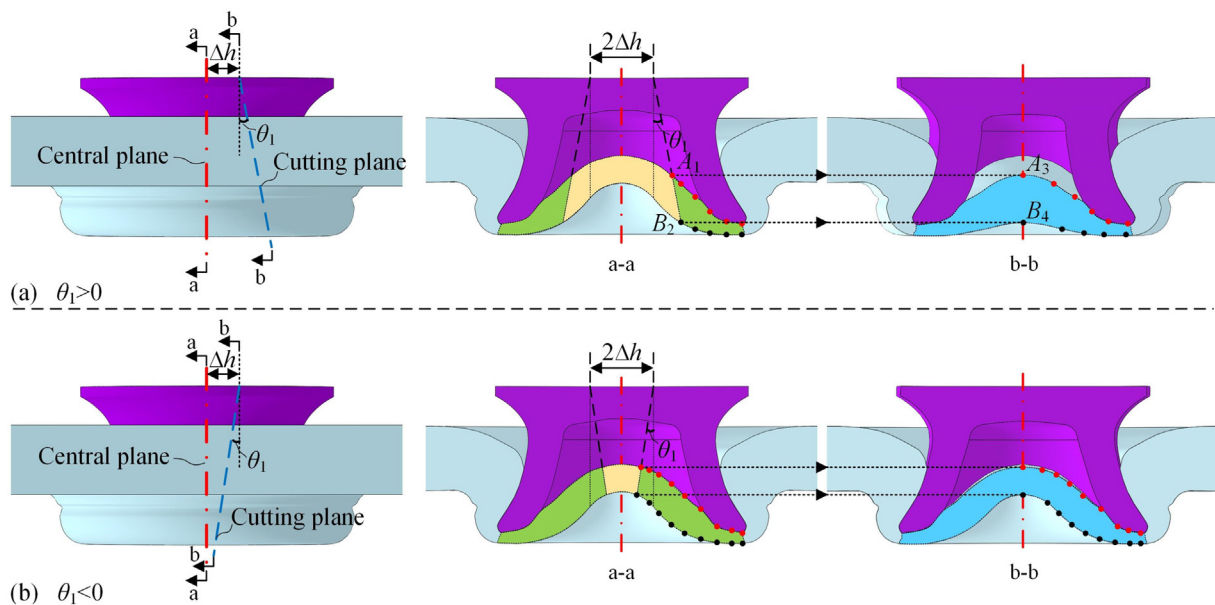 b
a
Δh
θ₁
Central plane
Cutting plane
b
a
2Δh
θ₁
A₁
B₂
a-a
A₃
B₄
b-b
(a) θ₁>0
b
a
Δh
θ₁
Central plane
Cutting plane
b
a
2Δh
θ₁
a-a
b-b
(b) θ₁<0